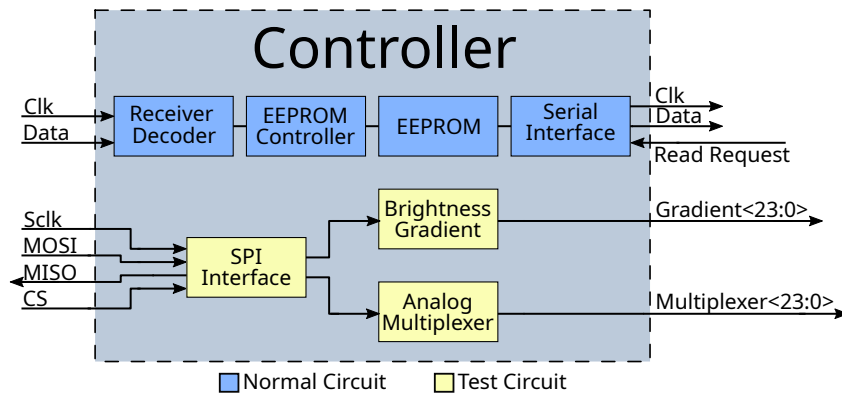 Controller
Clk
Data
Receiver
Decoder
EEPROM
Controller
EEPROM
Serial
Interface
Clk
Data
Read Request
Sclk
MOSI
MISO
CS
SPI
Interface
Brightness
Gradient
Analog
Multiplexer
Gradient<23:0>
Multiplexer<23:0>
Normal Circuit
Test Circuit